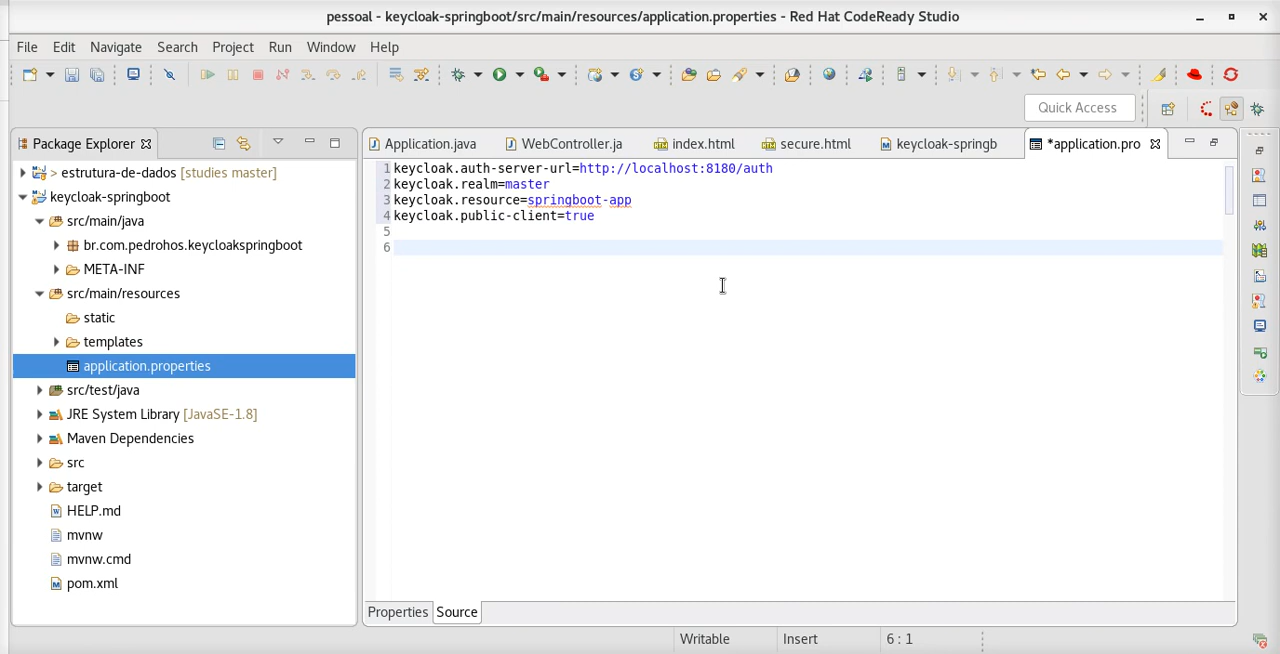 pessoal - keycloak-springboot/src/main/resources/application.properties - Red Hat CodeReady Studio
File Edit Navigate Search Project Run Window Help
Quick Access
Package Explorer
> estrutura-de-dados [studies master]
keycloak-springboot
src/main/java
br.com.pedrohos.keycloakspringboot
META-INF
src/main/resources
static
templates
application.properties
src/test/java
JRE System Library [JavaSE-1.8]
Maven Dependencies
src
target
HELP.md
mvnw
mvnw.cmd
pom.xml
Application.java WebController.ja index.html secure.html keycloak-springb *application.pro
1 keycloak.auth-server-url=http://localhost:8180/auth
2 keycloak.realm=master
3 keycloak.resource=springboot-app
4 keycloak.public-client=true
5
6
Properties Source
Writable Insert 6 : 1